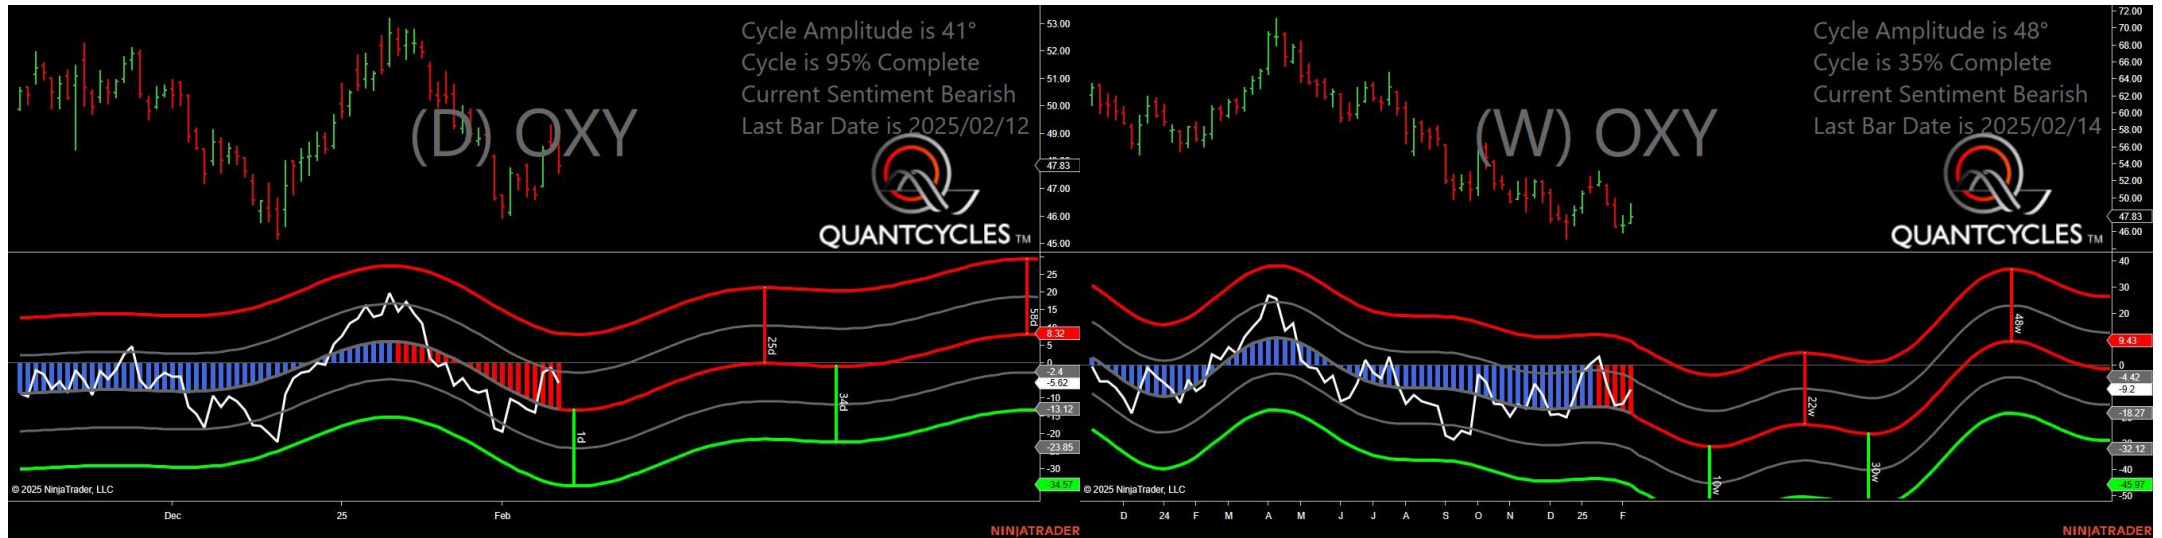 Cycle Amplitude is 41°
Cycle is 95% Complete
Current Sentiment Bearish
Last Bar Date is 2025/02/12
(D) OXY
QUANTCYCLES TM
53.00
52.00
51.00
50.00
49.00
47.83
47.00
46.00
45.00
25
20
15
8.32
5
0
-2.4
-5.62
-10
-13.12
-20
-23.85
-30
-34.57
1d
25d
34d
58d
© 2025 NinjaTrader, LLC
Dec
25
Feb
NINJATRADER
Cycle Amplitude is 48°
Cycle is 35% Complete
Current Sentiment Bearish
Last Bar Date is 2025/02/14
(W) OXY
QUANTCYCLES TM
72.00
70.00
68.00
66.00
64.00
62.00
60.00
58.00
56.00
54.00
52.00
50.00
47.83
46.00
40
30
20
9.43
0
-4.42
-9.2
-18.27
-32.12
-40
-45.97
-50
10w
22w
30w
48w
© 2025 NinjaTrader, LLC
D
24
F
M
A
M
J
J
A
S
O
N
D
25
F
NINJATRADER